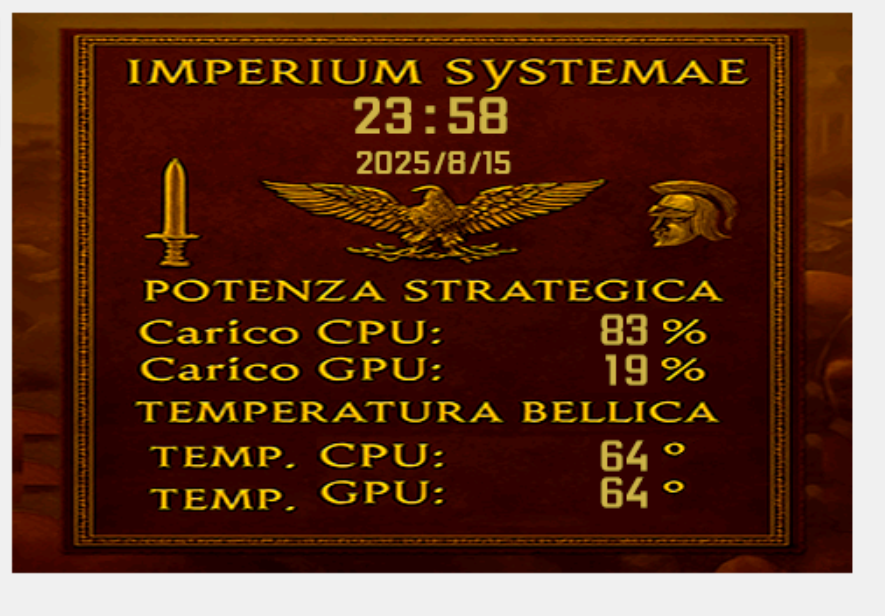 IMPERIUM SYSTEMAE
23:58
2025/8/15
POTENZA STRATEGICA
Carico CPU: 83 %
Carico GPU: 19 %
TEMPERATURA BELLICA
TEMP. CPU: 64 °
TEMP. GPU: 64 °